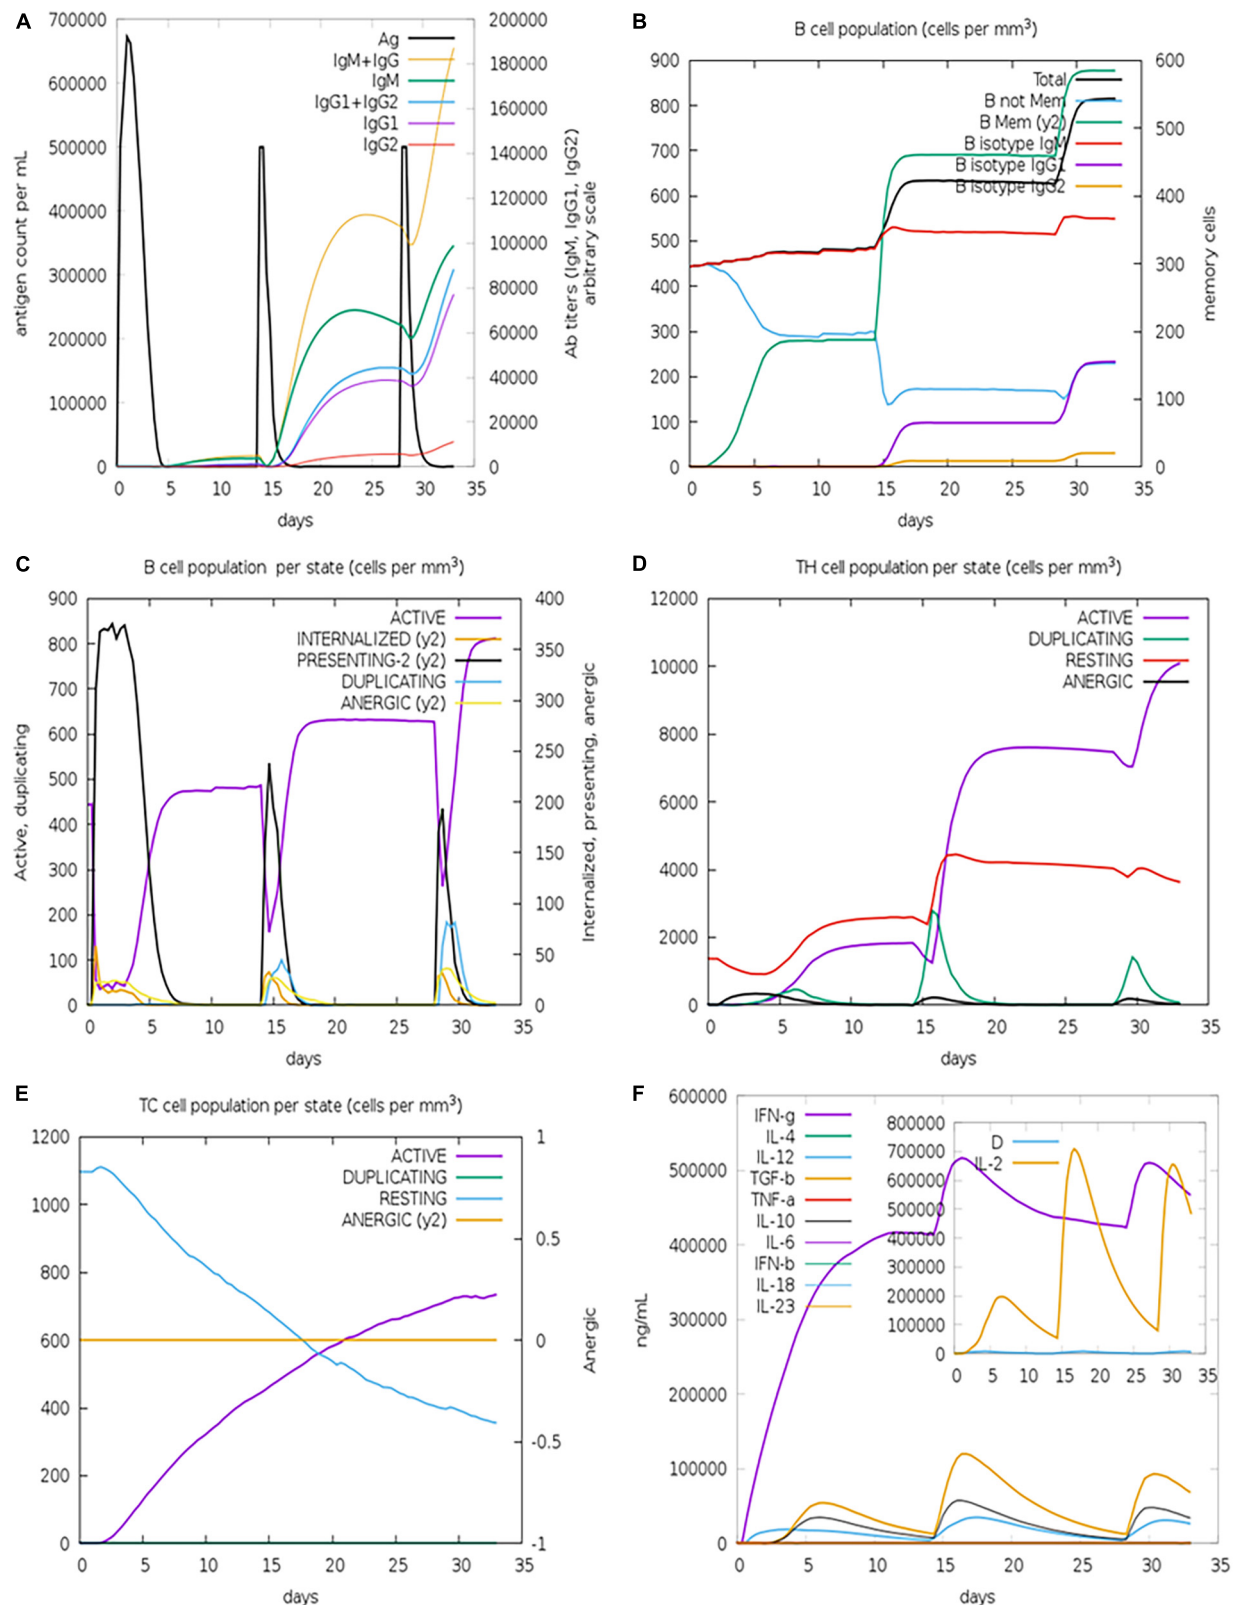 A
700000
600000
500000
400000
300000
200000
100000
0
antigen count per mL
200000
180000
160000
140000
120000
100000
80000
60000
40000
20000
0
Ab titers (IgM, IgG1, IgG2)
arbitrary scale
Ag
IgM+IgG
IgM
IgG1+IgG2
IgG1
IgG2
0 5 10 15 20 25 30 35
days
B
B cell population (cells per mm3)
900
800
700
600
500
400
300
200
100
0
600
500
400
300
200
100
0
memory cells
Total
B not Mem
B Mem (y2)
B isotype IgM
B isotype IgG1
B isotype IgG2
0 5 10 15 20 25 30 35
days
C
B cell population per state (cells per mm3)
900
800
700
600
500
400
300
200
100
0
Active, duplicating
400
350
300
250
200
150
100
50
0
Internalized, presenting, anergic
ACTIVE
INTERNALIZED (y2)
PRESENTING-2 (y2)
DUPLICATING
ANERGIC (y2)
0 5 10 15 20 25 30 35
days
D
TH cell population per state (cells per mm3)
12000
10000
8000
6000
4000
2000
0
ACTIVE
DUPLICATING
RESTING
ANERGIC
0 5 10 15 20 25 30 35
days
E
TC cell population per state (cells per mm3)
1200
1000
800
600
400
200
0
1
0.5
0
-0.5
-1
Anergic
ACTIVE
DUPLICATING
RESTING
ANERGIC (y2)
0 5 10 15 20 25 30 35
days
F
600000
500000
400000
300000
200000
100000
0
ng/mL
IFN-g
IL-4
IL-12
TGF-b
TNF-a
IL-10
IL-6
IFN-b
IL-18
IL-23
800000
700000
600000
500000
400000
300000
200000
100000
0
D
IL-2
0 5 10 15 20 25 30 35
0 5 10 15 20 25 30 35
days